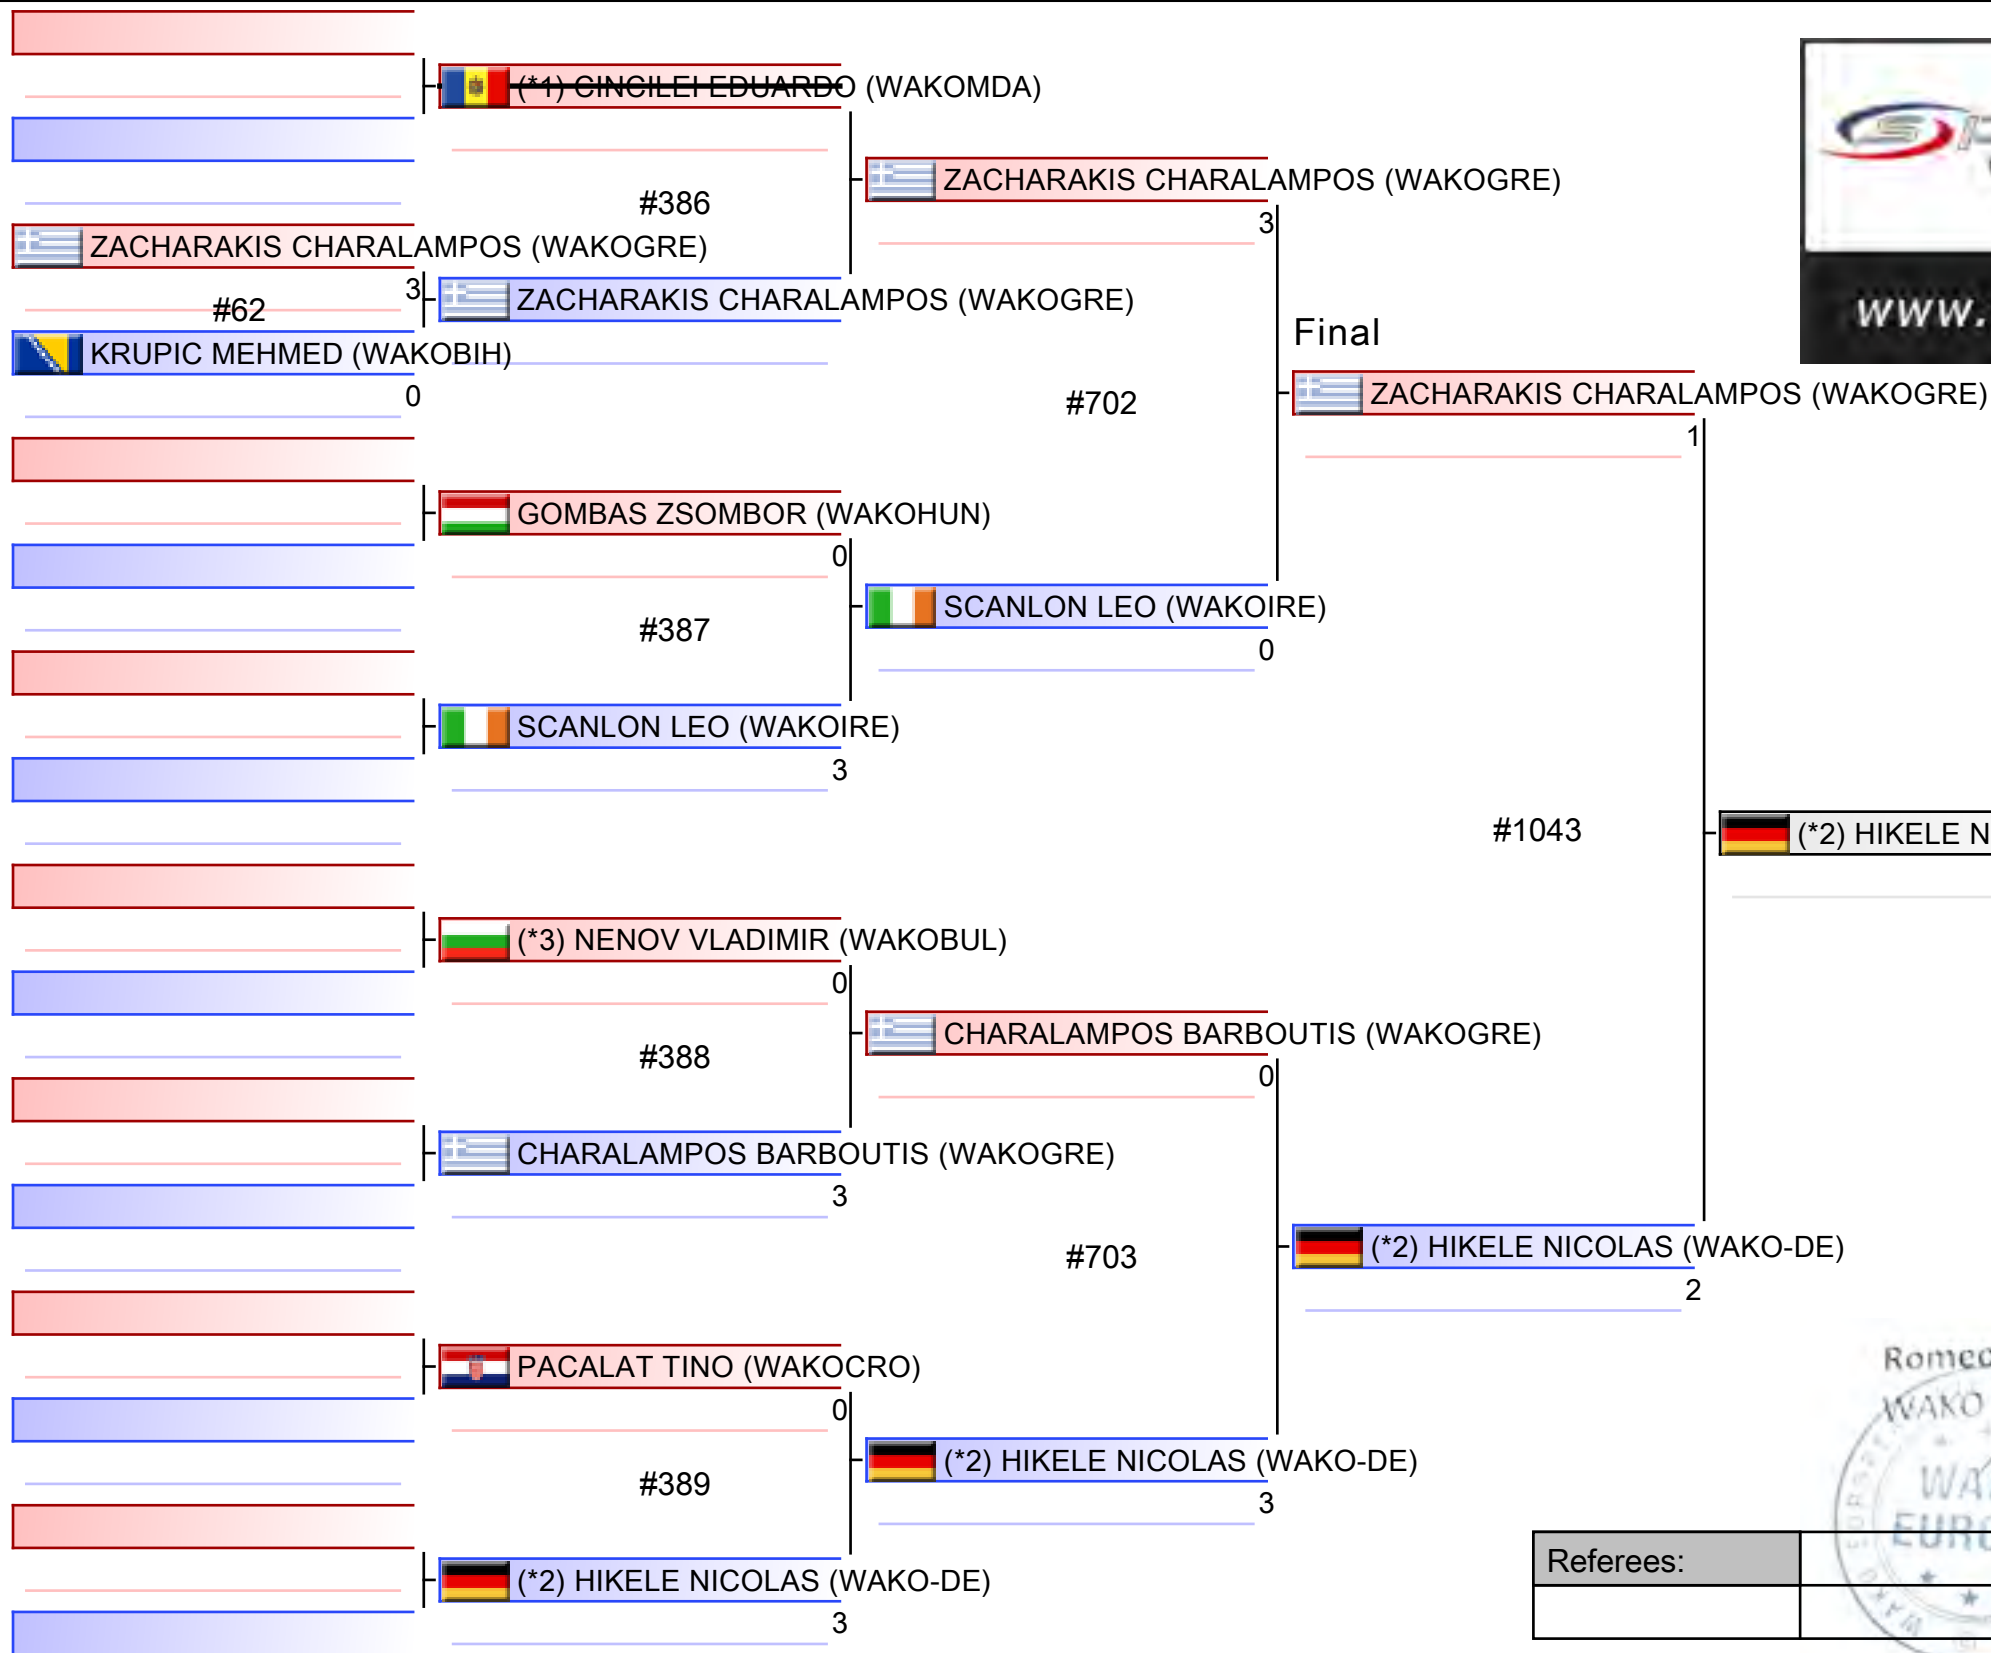 (*1) CINCILEI EDUARDO (WAKOMDA)
ZACHARAKIS CHARALAMPOS (WAKOGRE)
3
#386
ZACHARAKIS CHARALAMPOS (WAKOGRE)
3
#62
ZACHARAKIS CHARALAMPOS (WAKOGRE)
KRUPIC MEHMED (WAKOBIH)
0
www.
Final
#702
ZACHARAKIS CHARALAMPOS (WAKOGRE)
1
GOMBAS ZSOMBOR (WAKOHUN)
0
#387
SCANLON LEO (WAKOIRE)
0
SCANLON LEO (WAKOIRE)
3
#1043
(*2) HIKELE N
(*3) NENOV VLADIMIR (WAKOBUL)
0
#388
CHARALAMPOS BARBOUTIS (WAKOGRE)
0
CHARALAMPOS BARBOUTIS (WAKOGRE)
3
#703
(*2) HIKELE NICOLAS (WAKO-DE)
2
PACALAT TINO (WAKOCRO)
0
#389
(*2) HIKELE NICOLAS (WAKO-DE)
3
(*2) HIKELE NICOLAS (WAKO-DE)
3
Romeo
WAKO
WA
EURO
Referees: